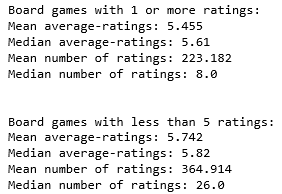 Board games with 1 or more ratings:
Mean average-ratings: 5.455
Median average-ratings: 5.61
Mean number of ratings: 223.182
Median number of ratings: 8.0
Board games with less than 5 ratings:
Mean average-ratings: 5.742
Median average-ratings: 5.82
Mean number of ratings: 364.914
Median number of ratings: 26.0